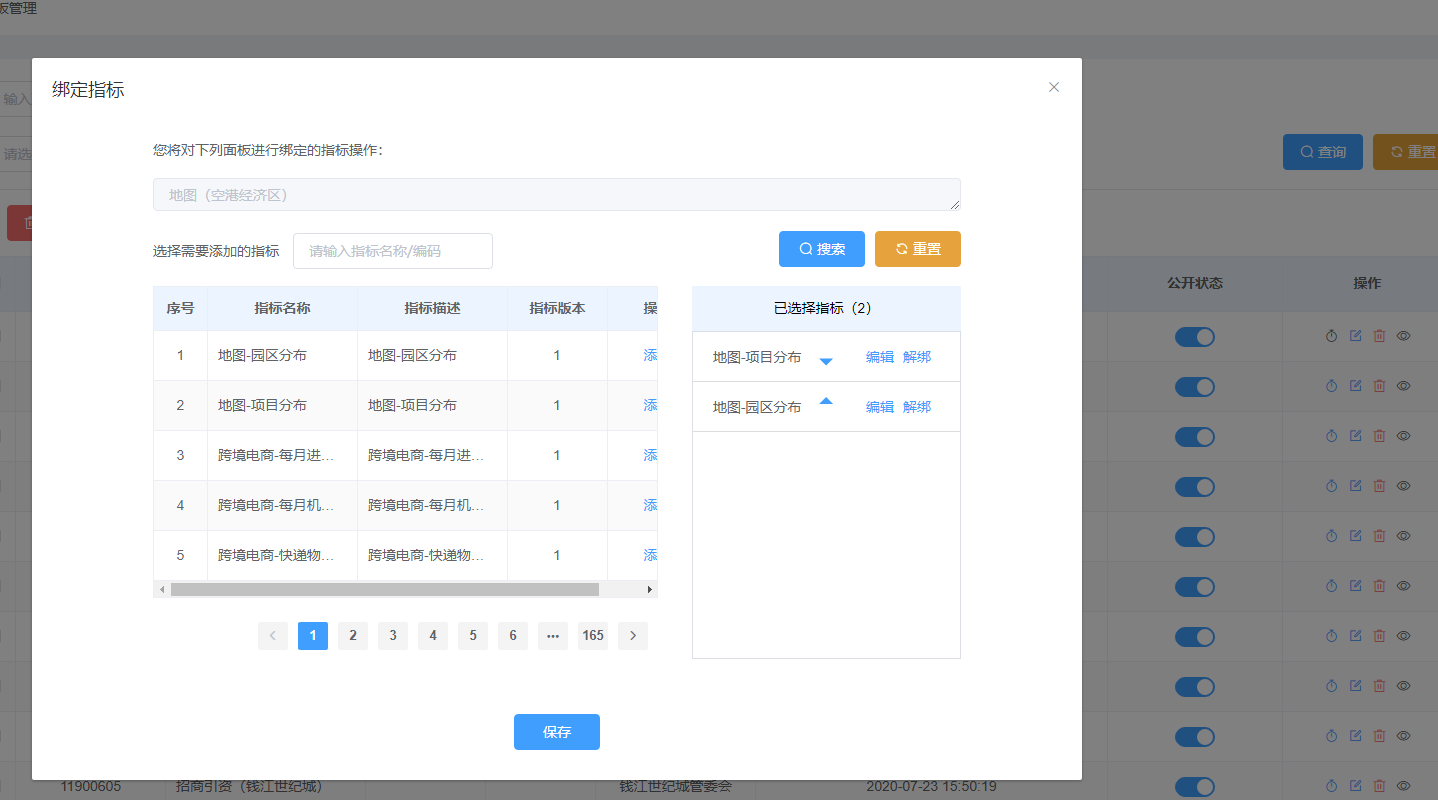 板管理
绑定指标
输入
您将对下列面板进行绑定的指标操作：
请选
地图（空港经济区）
查询
重置
选择需要添加的指标
请输入指标名称/编码
搜索
重置
序号 指标名称 指标描述 指标版本 操
已选择指标（2）
公开状态 操作
1 地图-园区分布 地图-园区分布 1 添
地图-项目分布 编辑 解绑
2 地图-项目分布 地图-项目分布 1 添
地图-园区分布 编辑 解绑
3 跨境电商-每月进... 跨境电商-每月进... 1 添
4 跨境电商-每月机... 跨境电商-每月机... 1 添
5 跨境电商-快递物... 跨境电商-快递物... 1 添
1 2 3 4 5 6 ••• 165
保存
11900605 招商引资（钱江世纪城） 钱江世纪城管委会 2020-07-23 15:50:19